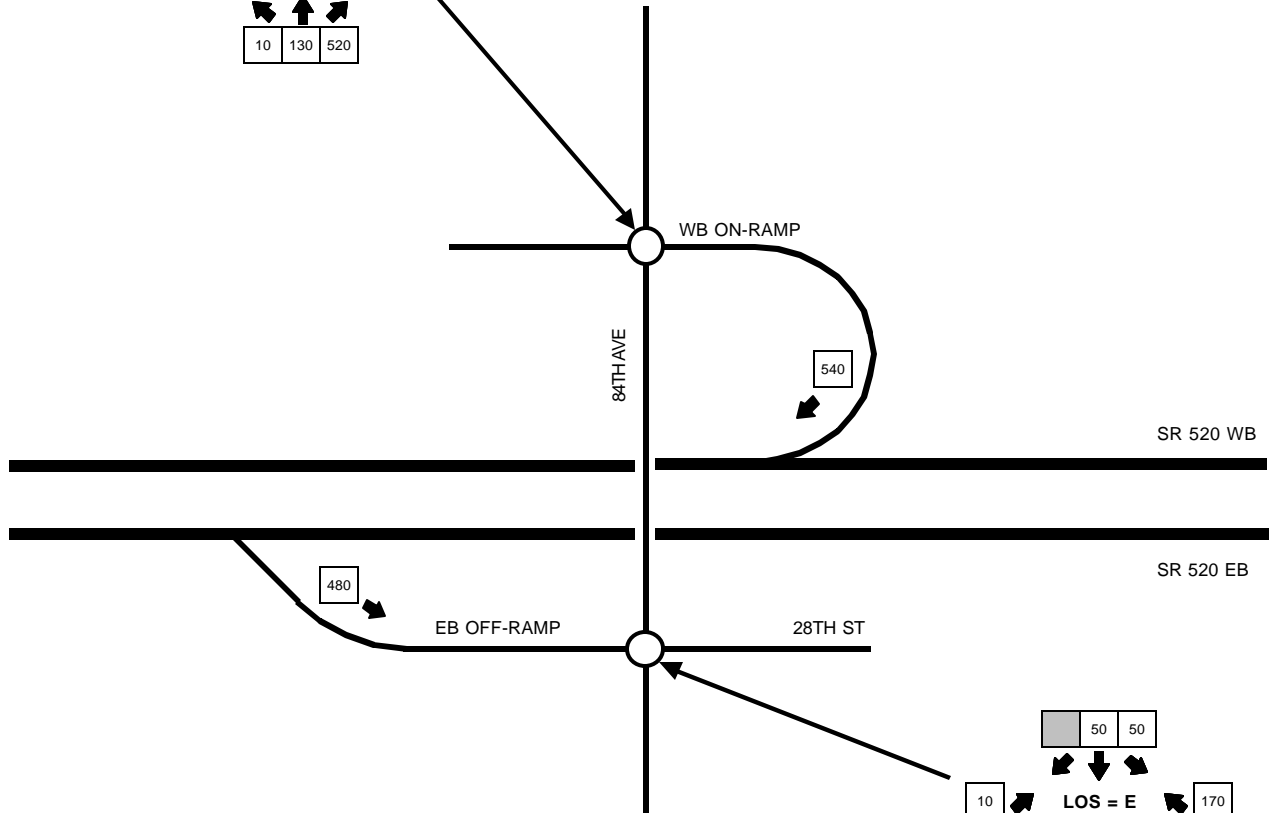 10 130 520
WB ON-RAMP
84TH AVE
540
SR 520 WB
SR 520 EB
480
EB OFF-RAMP
28TH ST
50 50
10 LOS = E 170